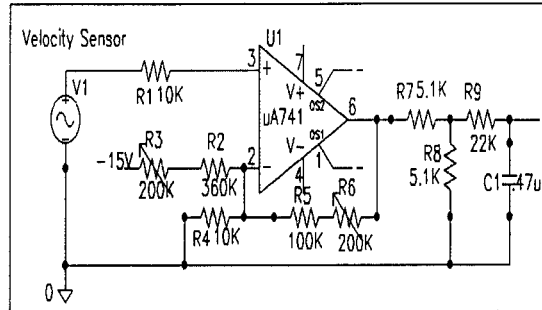 Velocity Sensor
U1
V1
R1 10K
3
+
7
5
V+
OS2
uA741
6
OS1
V-
2
-
4
1
R7 5.1K
R9
22K
R8
5.1K
C1
47u
-15V
R3
200K
R2
360K
R4 10K
R5
100K
R6
200K
0